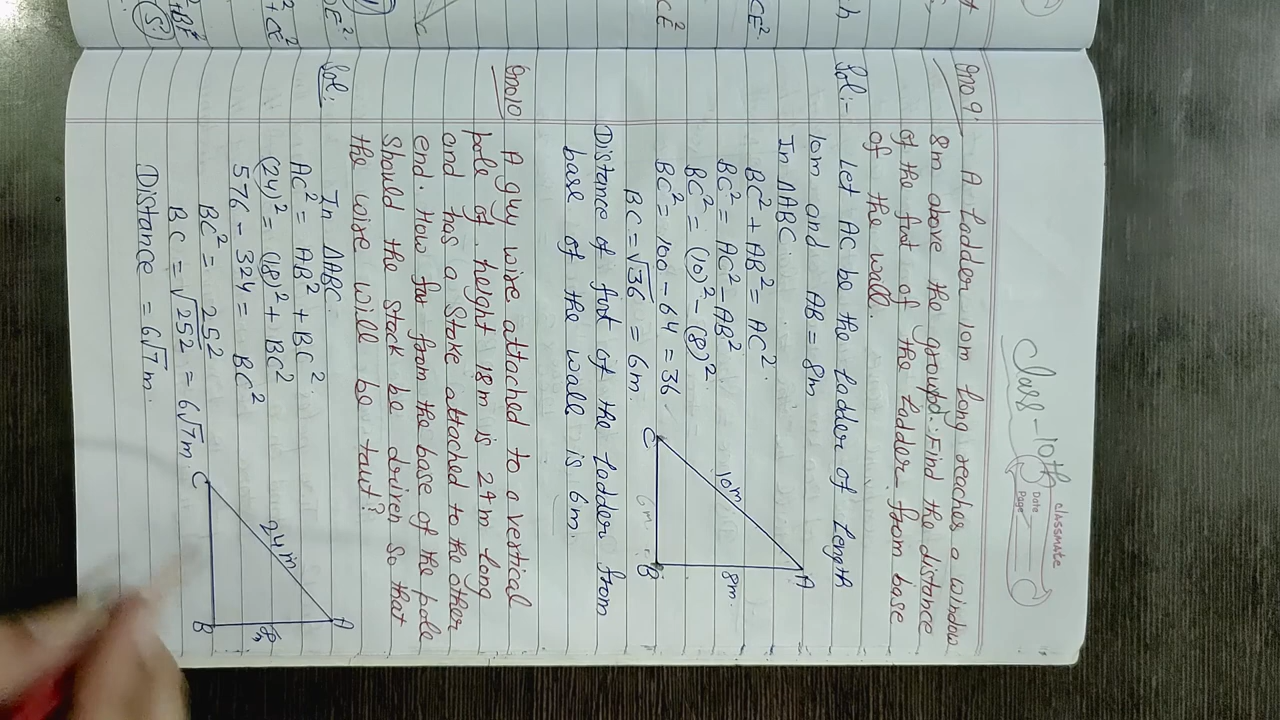 Class-10th
classmate
Date
Page
Qno 9. A ladder 10m long reaches a window
8m above the ground. Find the distance
of the foot of the ladder from base
of the wall.
Sol:- Let AC be the ladder of length
10m and AB = 8m
In ΔABC.
BC² + AB² = AC².
BC² = AC² - AB²
BC² = (10)² - (8)²
BC² = 100 - 64 = 36
BC = √36 = 6m
A
10m
8m.
C
6m.
B
Distance of foot of the ladder from
base of the wall is 6m.
Qno10 A guy wire attached to a vertical
pole of height 18m is 24m long
and has a Stake attached to the other
end. How far from the base of the pole
Should the Stack be driven so that
the wire will be taut?
Sol: In ΔABC.
AC² = AB² + BC².
(24)² = (18)² + BC²
576 - 324 = BC²
BC² = 252
BC = √252 = 6√7m.
Distance = 6√7 m.
A
24m
C
B
CE².
CE²
DE².